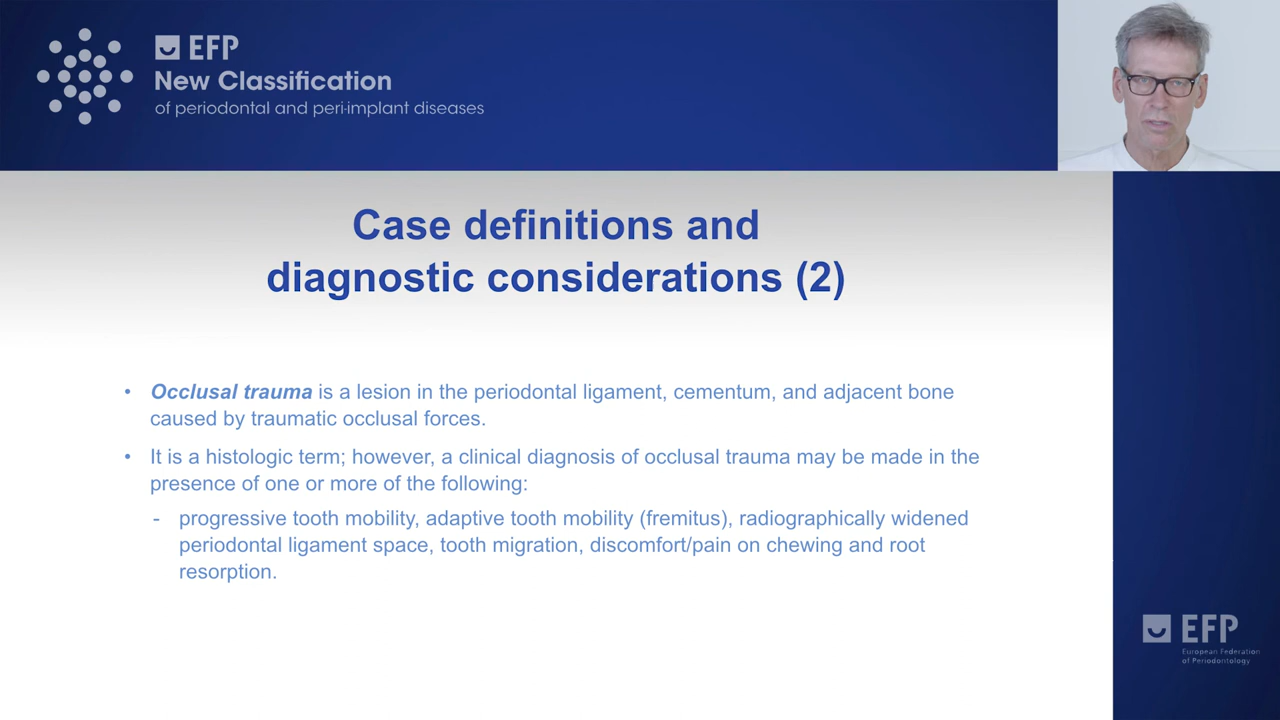 EFP
New Classification
of periodontal and peri-implant diseases
Case definitions and
diagnostic considerations (2)
• Occlusal trauma is a lesion in the periodontal ligament, cementum, and adjacent bone
caused by traumatic occlusal forces.
• It is a histologic term; however, a clinical diagnosis of occlusal trauma may be made in the
presence of one or more of the following:
- progressive tooth mobility, adaptive tooth mobility (fremitus), radiographically widened
periodontal ligament space, tooth migration, discomfort/pain on chewing and root
resorption.
EFP
European Federation
of Periodontology